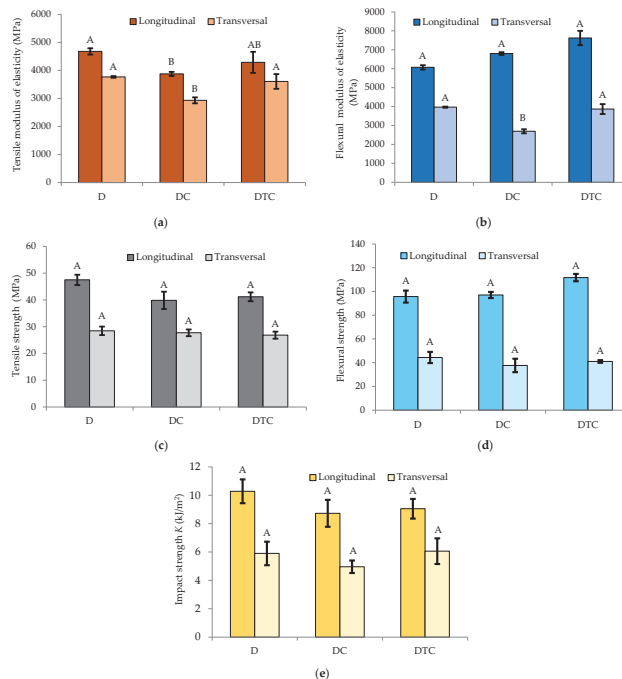 Tensile modulus of elasticity (MPa)
6000
5000
4000
3000
2000
1000
0
Longitudinal
Transversal
A
A
B
B
AB
A
D
DC
DTC
(a)
Flexural modulus of elasticity
(MPa)
9000
8000
7000
6000
5000
4000
3000
2000
1000
0
Longitudinal
Transversal
A
A
A
B
A
A
D
DC
DTC
(b)
Tensile strength (MPa)
60
50
40
30
20
10
0
Longitudinal
Transversal
A
A
A
A
A
A
D
DC
DTC
(c)
Flexural strength (MPa)
140
120
100
80
60
40
20
0
Longitudinal
Transversal
A
A
A
A
A
A
D
DC
DTC
(d)
Impact strength K (kJ/m²)
12
10
8
6
4
2
0
Longitudinal
Transversal
A
A
A
A
A
A
D
DC
DTC
(e)